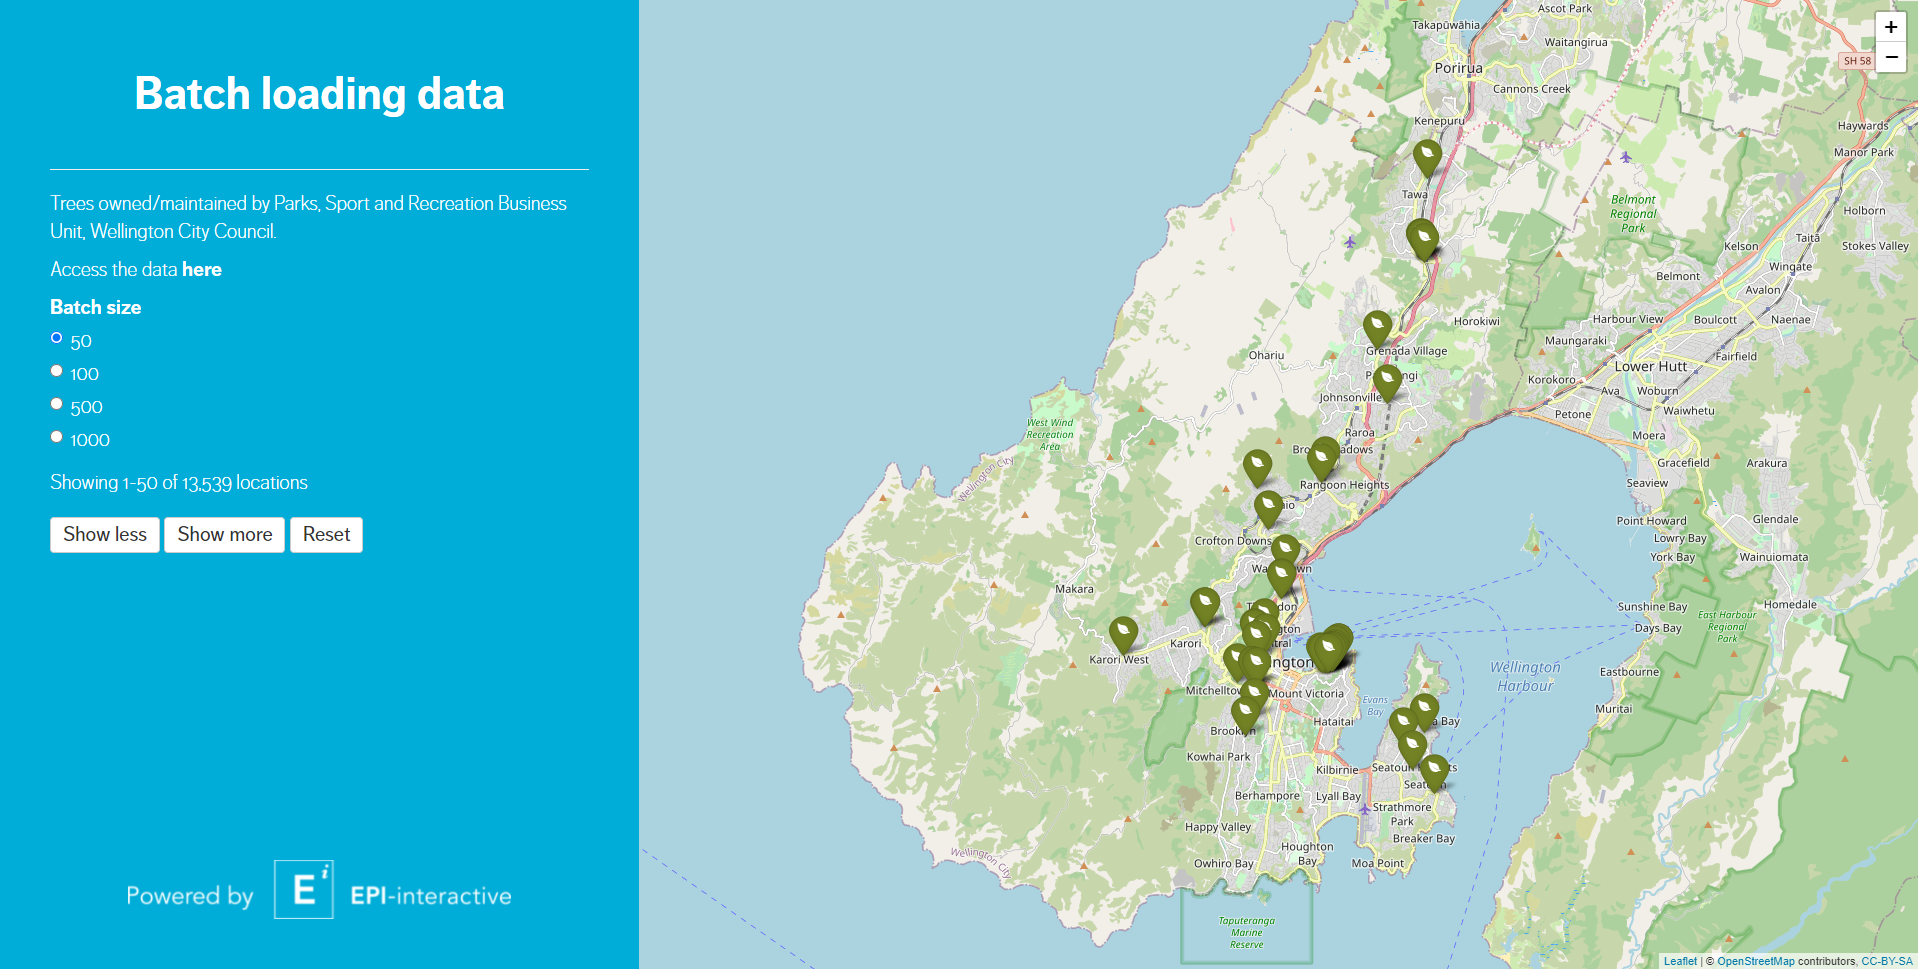 Batch loading data
Trees owned/maintained by Parks, Sport and Recreation Business
Unit, Wellington City Council.
Access the data here
Batch size
50
100
500
1000
Showing 1-50 of 13,539 locations
Show less Show more Reset
Powered by Ei EPI-interactive
+
−
SH 58
Ascot Park
Takapūwāhia
Waitangirua
Porirua
Cannons Creek
Kenepuru
Haywards
Manor Park
Tawa
Belmont
Regional
Park
Holborn
Taitā
Kelson
Stokes Valley
Wingate
Belmont
Avalon
Horokiwi
Harbour View
Boulcott
Naenae
Maungaraki
Grenada Village
Ohariu
Fairfield
Lower Hutt
Korokoro
Ava
Woburn
Johnsonville
Waiwhetu
Petone
West Wind
Recreation
Area
Raroa
Moera
Gracefield
Arakura
Wellington City
Rangoon Heights
Seaview
Point Howard
Glendale
Lowry Bay
Crofton Downs
York Bay
Wainuiomata
Makara
Sunshine Bay
Homedale
East Harbour
Regional
Park
Days Bay
Karori
Karori West
Wellington
Harbour
Eastbourne
Mount Victoria
Evans
Bay
Muritai
Hataitai
Kowhai Park
Kilbirnie
Berhampore
Lyall Bay
Strathmore
Park
Happy Valley
Breaker Bay
Houghton
Bay
Owhiro Bay
Moa Point
Wellington City
Taputeranga
Marine
Reserve
Leaflet | © OpenStreetMap contributors, CC-BY-SA